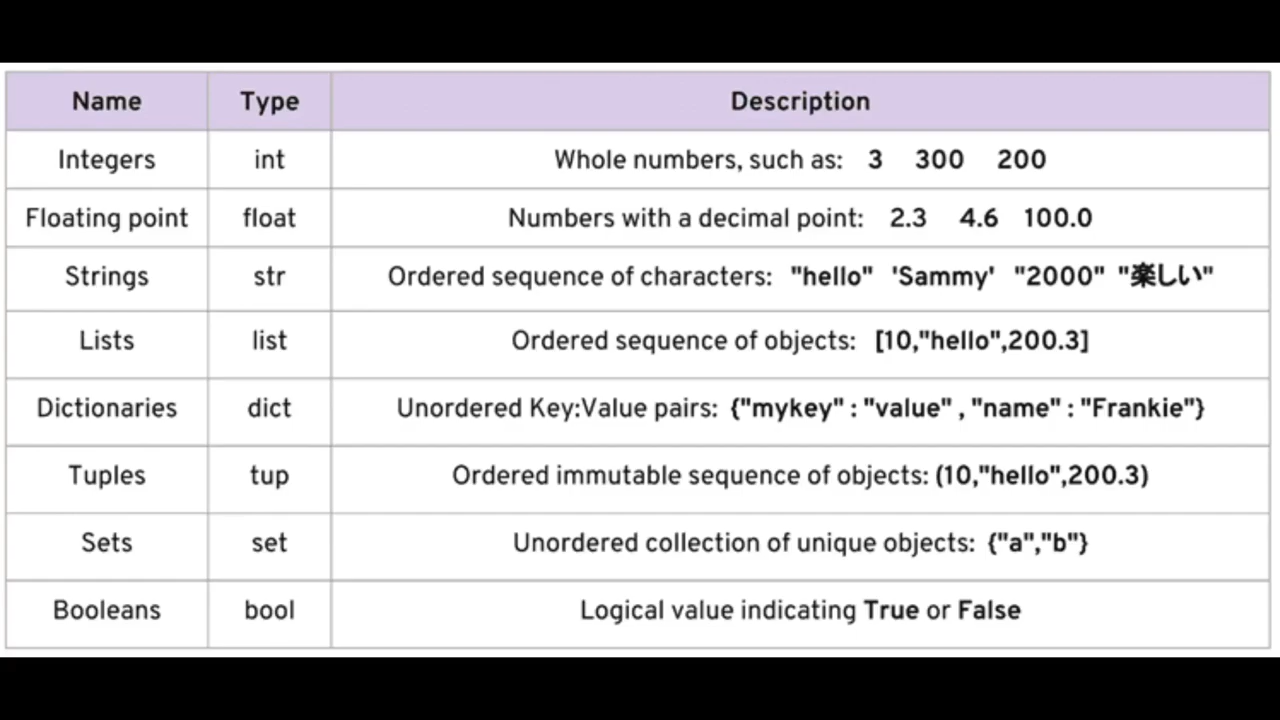 Name Type Description
Integers int Whole numbers, such as: 3 300 200
Floating point float Numbers with a decimal point: 2.3 4.6 100.0
Strings str Ordered sequence of characters: "hello" 'Sammy' "2000" "楽しい"
Lists list Ordered sequence of objects: [10,"hello",200.3]
Dictionaries dict Unordered Key:Value pairs: {"mykey" : "value" , "name" : "Frankie"}
Tuples tup Ordered immutable sequence of objects: (10,"hello",200.3)
Sets set Unordered collection of unique objects: {"a","b"}
Booleans bool Logical value indicating True or False